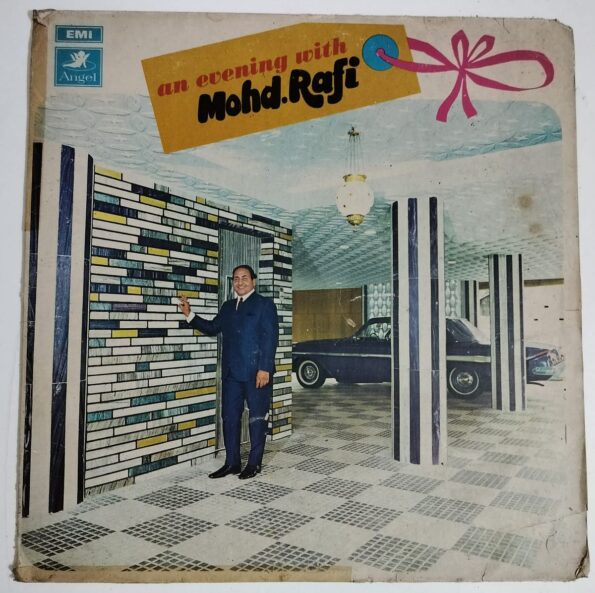 EMI
Angel
an evening with
Mohd. Rafi